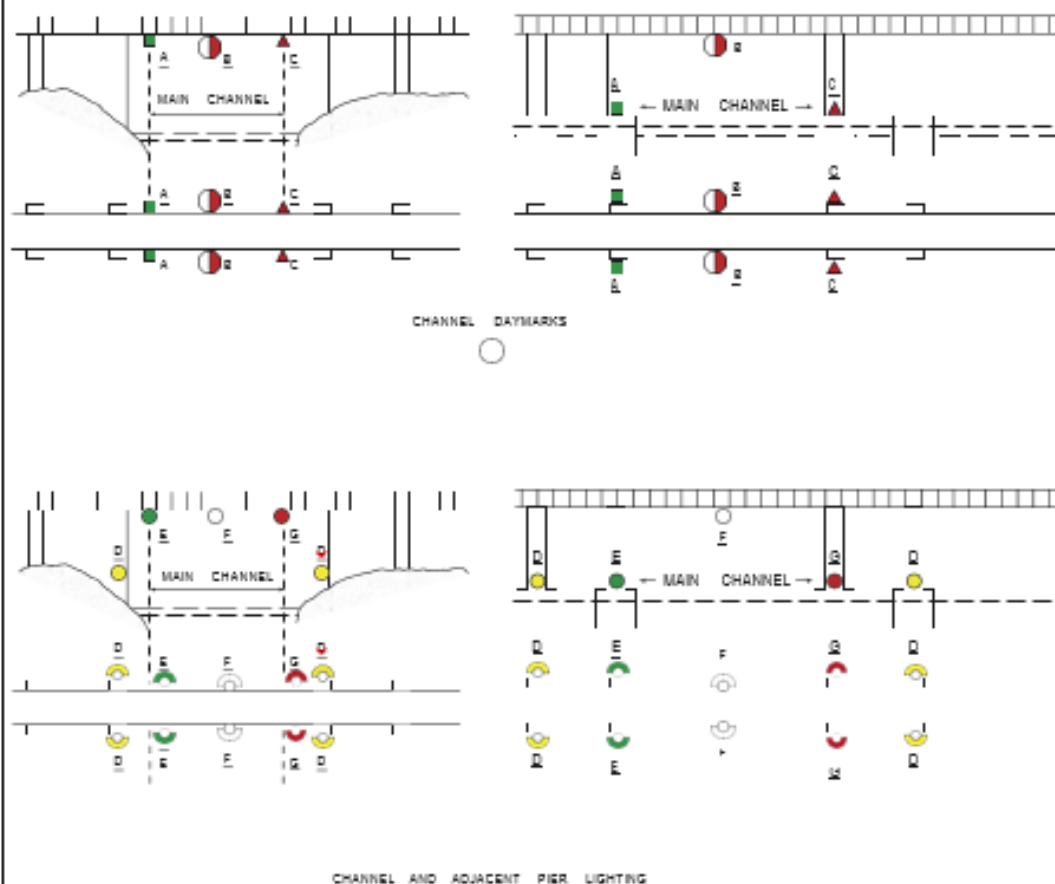 A B C
MAIN CHANNEL
A B C
A B C
B
A ← MAIN CHANNEL → C
A B C
A B C
CHANNEL DAYMARKS
E F G
D D
MAIN CHANNEL
D E F G D
D E F G D
F
D E ← MAIN CHANNEL → G D
D E F G D
D E G D
CHANNEL AND ADJACENT PIER LIGHTING